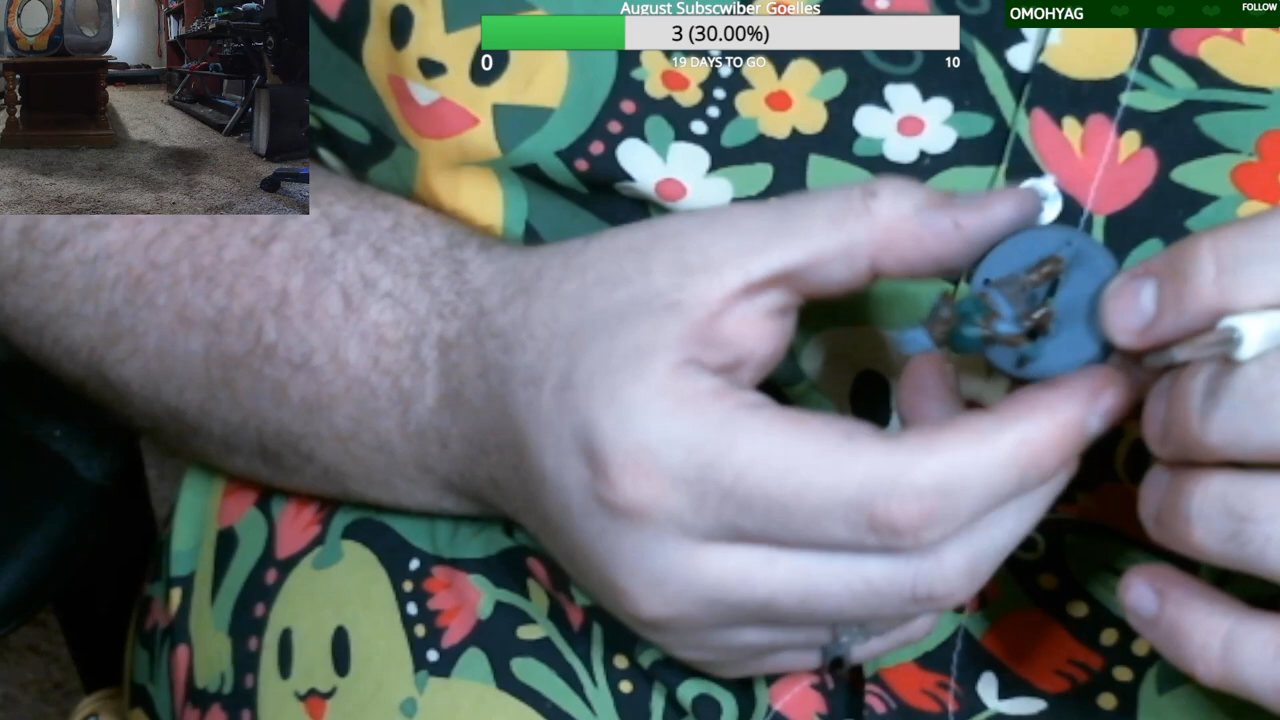 August Subscwiber Goelles
3 (30.00%)
0
19 DAYS TO GO
10
OMOHYAG
FOLLOW